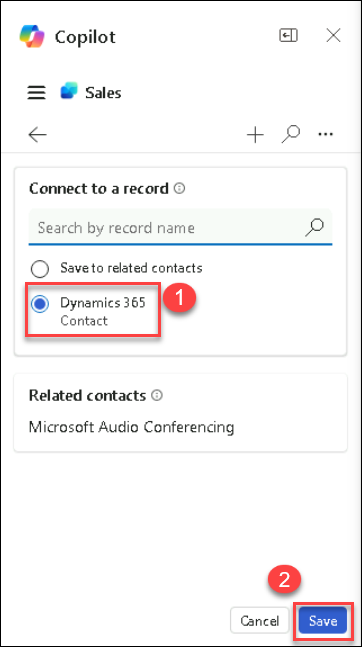 Copilot
Sales
Connect to a record
Search by record name
Save to related contacts
Dynamics 365
Contact
1
Related contacts
Microsoft Audio Conferencing
2
Cancel
Save